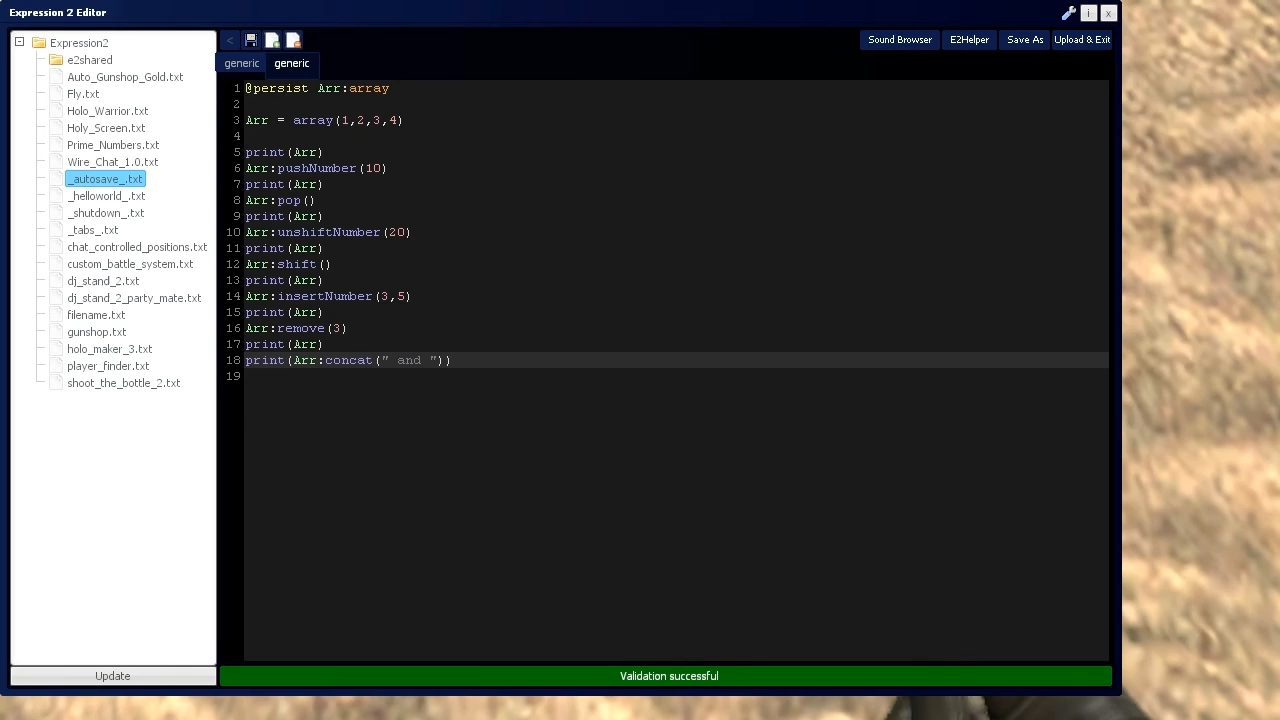 Expression 2 Editor
i
x
Expression2
e2shared
Auto_Gunshop_Gold.txt
Fly.txt
Holo_Warrior.txt
Holy_Screen.txt
Prime_Numbers.txt
Wire_Chat_1.0.txt
_autosave_.txt
_helloworld_.txt
_shutdown_.txt
_tabs_.txt
chat_controlled_positions.txt
custom_battle_system.txt
dj_stand_2.txt
dj_stand_2_party_mate.txt
filename.txt
gunshop.txt
holo_maker_3.txt
player_finder.txt
shoot_the_bottle_2.txt
Update
< Sound Browser E2Helper Save As Upload & Exit
generic generic
1 @persist Arr:array
2
3 Arr = array(1,2,3,4)
4
5 print(Arr)
6 Arr:pushNumber(10)
7 print(Arr)
8 Arr:pop()
9 print(Arr)
10 Arr:unshiftNumber(20)
11 print(Arr)
12 Arr:shift()
13 print(Arr)
14 Arr:insertNumber(3,5)
15 print(Arr)
16 Arr:remove(3)
17 print(Arr)
18 print(Arr:concat(" and "))
19
Validation successful